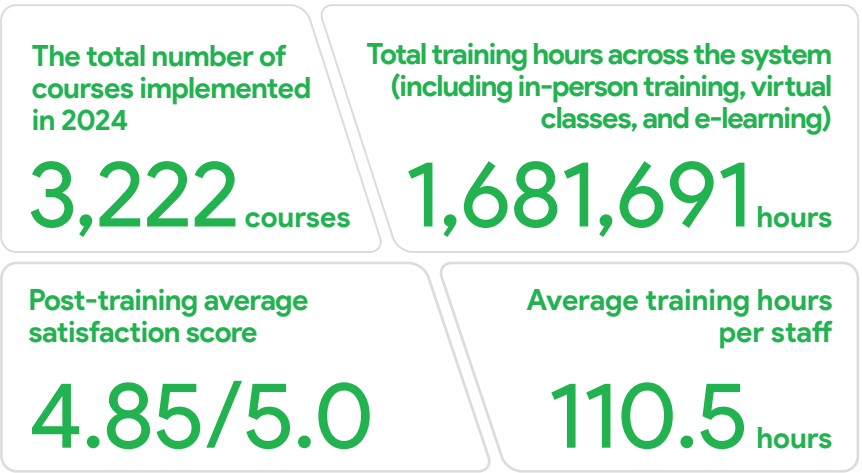 The total number of
courses implemented
in 2024
3,222 courses
Total training hours across the system
(including in-person training, virtual
classes, and e-learning)
1,681,691 hours
Post-training average
satisfaction score
4.85/5.0
Average training hours
per staff
110.5 hours